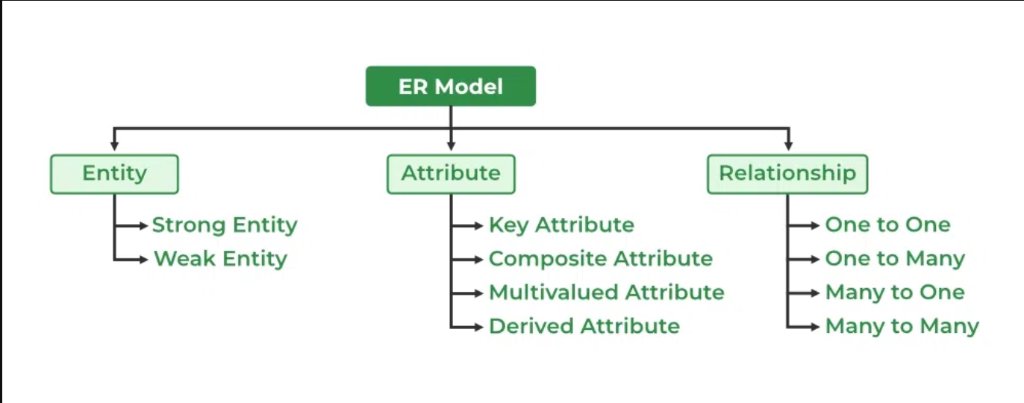 ER Model
Entity
Attribute
Relationship
Strong Entity
Weak Entity
Key Attribute
Composite Attribute
Multivalued Attribute
Derived Attribute
One to One
One to Many
Many to One
Many to Many